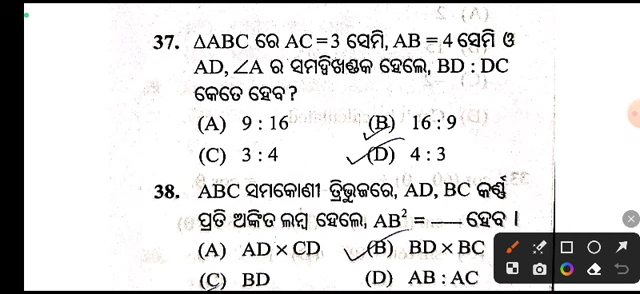 37. ΔABC ରେ AC = 3 ସେମି, AB = 4 ସେମି ଓ
AD, ∠A ର ସମଦ୍ୱିଖଣ୍ଡକ ହେଲେ, BD : DC
କେତେ ହେବ ?
(A) 9 : 16 (B) 16 : 9
(C) 3 : 4 (D) 4 : 3
38. ABC ସମକୋଣୀ ତ୍ରିଭୁଜରେ, AD, BC କର୍ଣ୍ଣ
ପ୍ରତି ଅଙ୍କିତ ଲମ୍ବ ହେଲେ, AB² = ___ ହେବ ।
(A) AD × CD (B) BD × BC
(C) BD (D) AB : AC